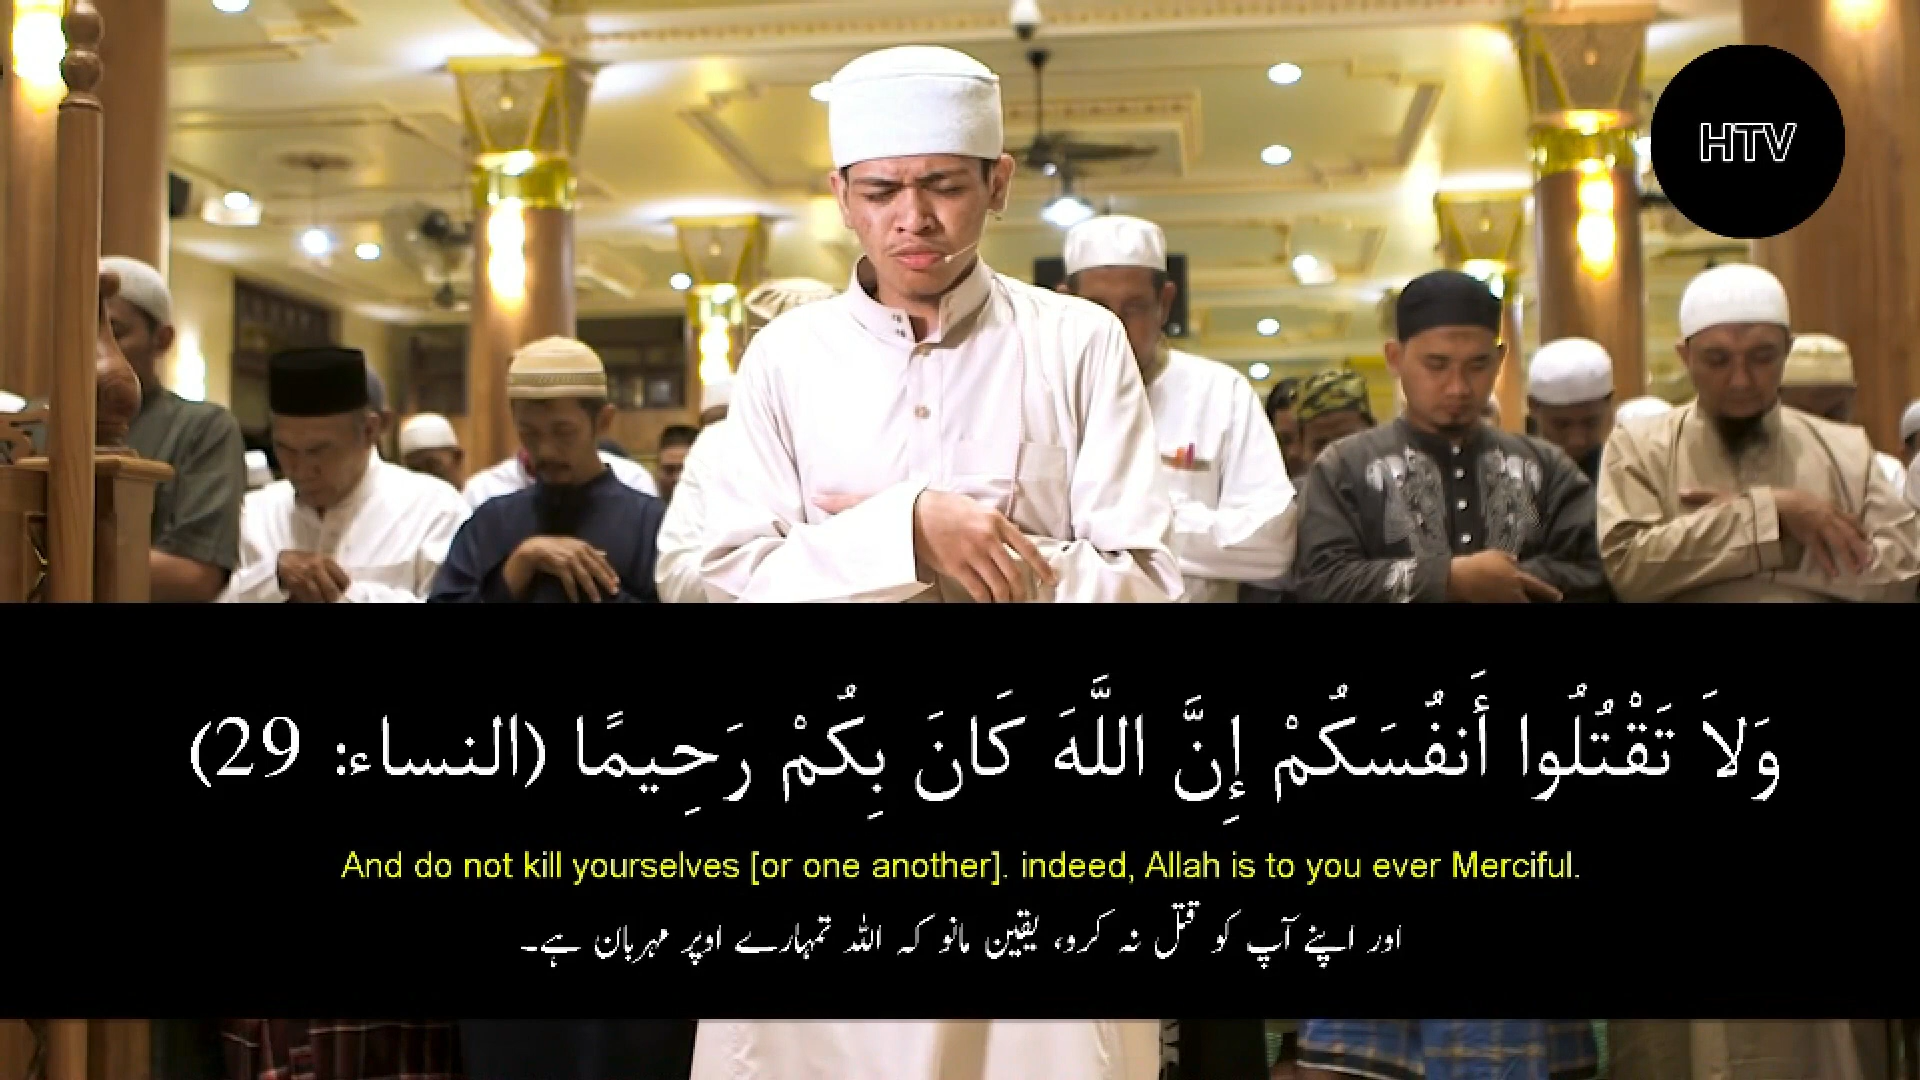 HTV
وَلاَ تَقْتُلُوا أَنفُسَكُمْ إِنَّ اللَّهَ كَانَ بِكُمْ رَحِيمًا (النساء: 29)
And do not kill yourselves [or one another]. indeed, Allah is to you ever Merciful.
اور اپنے آپ کو قتل نہ کرو، یقین مانو کہ اللہ تمہارے اوپر مہربان ہے۔